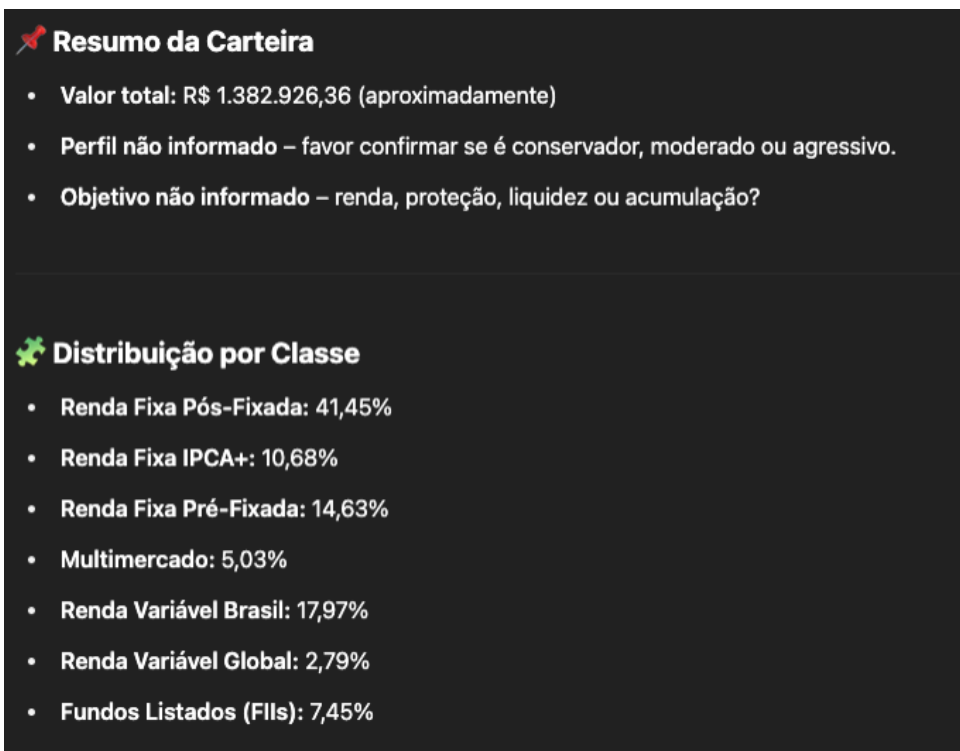 📌 Resumo da Carteira
• Valor total: R$ 1.382.926,36 (aproximadamente)
• Perfil não informado – favor confirmar se é conservador, moderado ou agressivo.
• Objetivo não informado – renda, proteção, liquidez ou acumulação?
🧩 Distribuição por Classe
• Renda Fixa Pós-Fixada: 41,45%
• Renda Fixa IPCA+: 10,68%
• Renda Fixa Pré-Fixada: 14,63%
• Multimercado: 5,03%
• Renda Variável Brasil: 17,97%
• Renda Variável Global: 2,79%
• Fundos Listados (FIIs): 7,45%